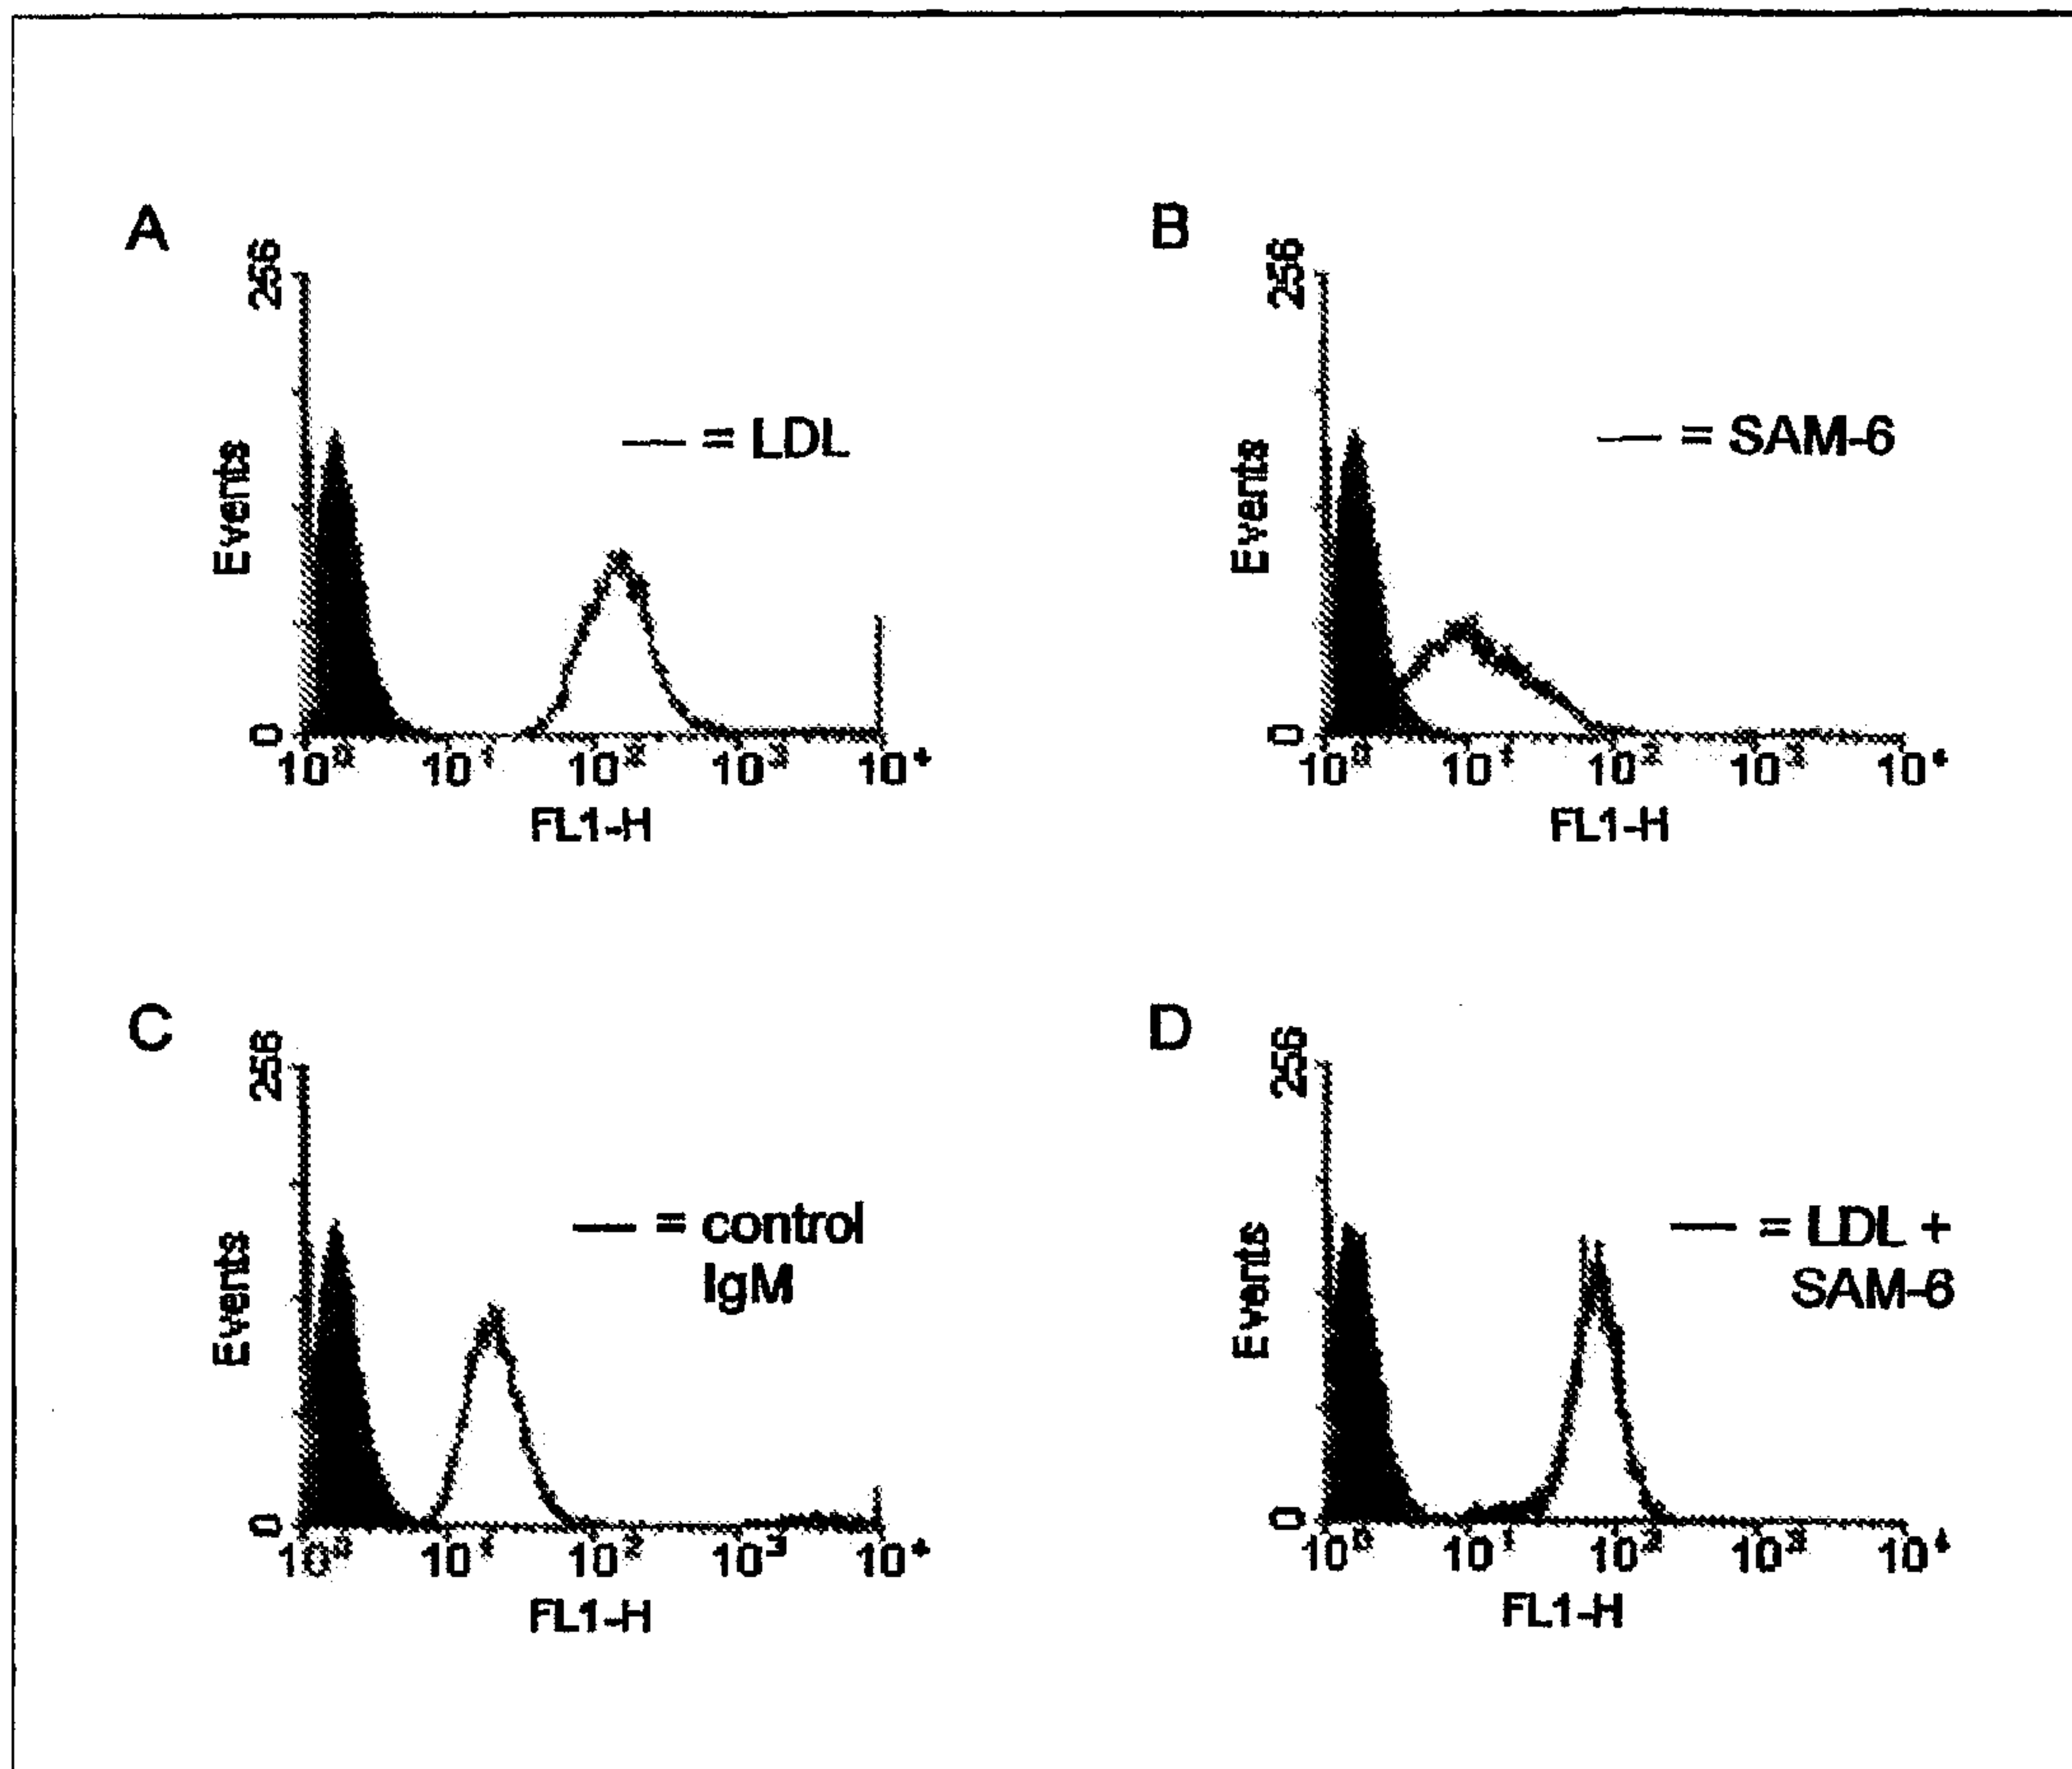 A
256
Events
0
— = LDL
10⁰ 10¹ 10² 10³ 10⁴
FL1-H
B
256
Events
0
— = SAM-6
10⁰ 10¹ 10² 10³ 10⁴
FL1-H
C
256
Events
0
— = control
IgM
10⁰ 10¹ 10² 10³ 10⁴
FL1-H
D
256
Events
0
— = LDL +
SAM-6
10⁰ 10¹ 10² 10³ 10⁴
FL1-H